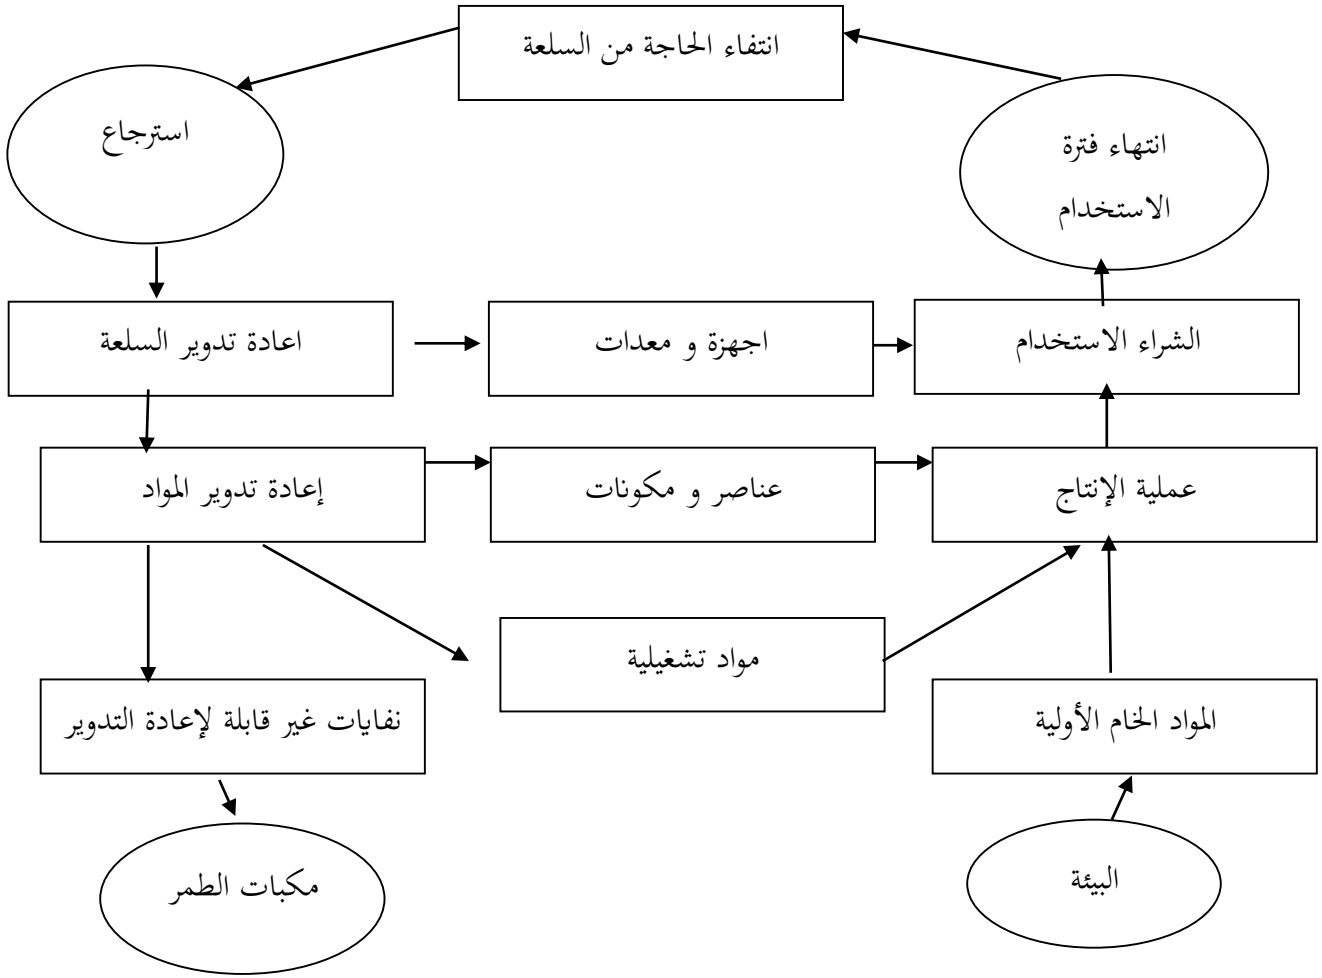 انتفاء الحاجة من السلعة
انتهاء فترة
الاستخدام
استرجاع
الشراء الاستخدام
اجهزة و معدات
اعادة تدوير السلعة
عملية الإنتاج
عناصر و مكونات
إعادة تدوير المواد
مواد تشغيلية
المواد الخام الأولية
نفايات غير قابلة لإعادة التدوير
البيئة
مكبات الطمر